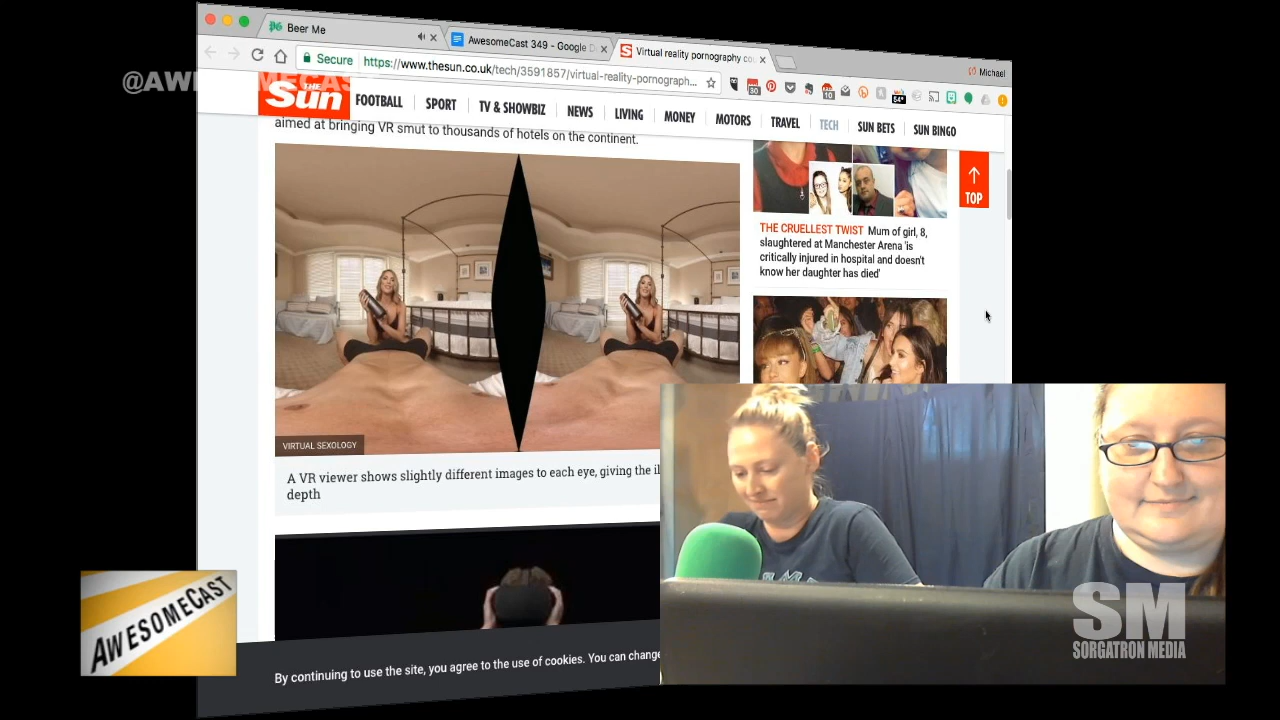 Beer Me
AwesomeCast 349 - Google D
Virtual reality pornography co
Michael
Secure
https://www.thesun.co.uk/tech/3591857/virtual-reality-pornograph...
30
10
84°
@AW
THE
Sun
FOOTBALL
SPORT
TV & SHOWBIZ
NEWS
LIVING
MONEY
MOTORS
TRAVEL
TECH
SUN BETS
SUN BINGO
aimed at bringing VR smut to thousands of hotels on the continent.
TOP
THE CRUELLEST TWIST Mum of girl, 8,
slaughtered at Manchester Arena 'is
critically injured in hospital and doesn't
know her daughter has died'
VIRTUAL SEXOLOGY
A VR viewer shows slightly different images to each eye, giving the il
depth
AWESOMECAST
SM
SORGATRON MEDIA
By continuing to use the site, you agree to the use of cookies. You can change